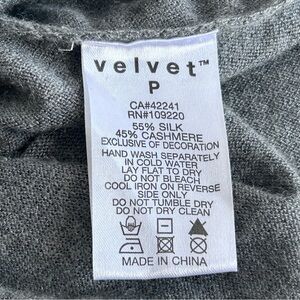 velvet™
P
CA#42241
RN#109220
55% SILK
45% CASHMERE
EXCLUSIVE OF DECORATION
HAND WASH SEPARATELY
IN COLD WATER
LAY FLAT TO DRY
DO NOT BLEACH
COOL IRON ON REVERSE
SIDE ONLY
DO NOT TUMBLE DRY
DO NOT DRY CLEAN
MADE IN CHINA